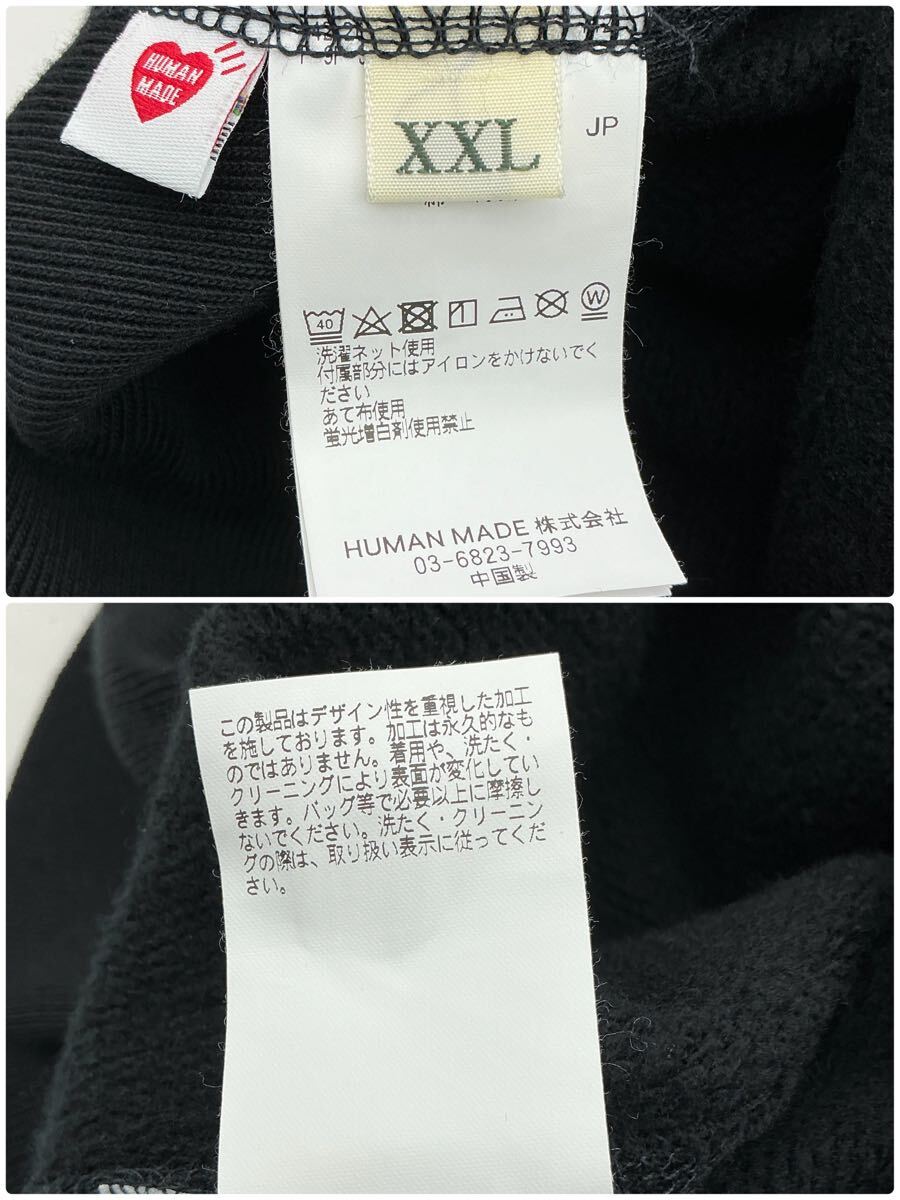 HUMAN
MADE
XXL
JP
40
W
洗濯ネット使用
付属部分にはアイロンをかけないでく
ださい
あて布使用
蛍光増白剤使用禁止
HUMAN MADE 株式会社
03-6823-7993
中国製
この製品はデザイン性を重視した加工
を施しております。加工は永久的なも
のではありません。着用や、洗たく・
クリーニングにより表面が変化してい
きます。バッグ等で必要以上に摩擦し
ないでください。洗たく・クリーニン
グの際は、取り扱い表示に従ってくだ
さい。